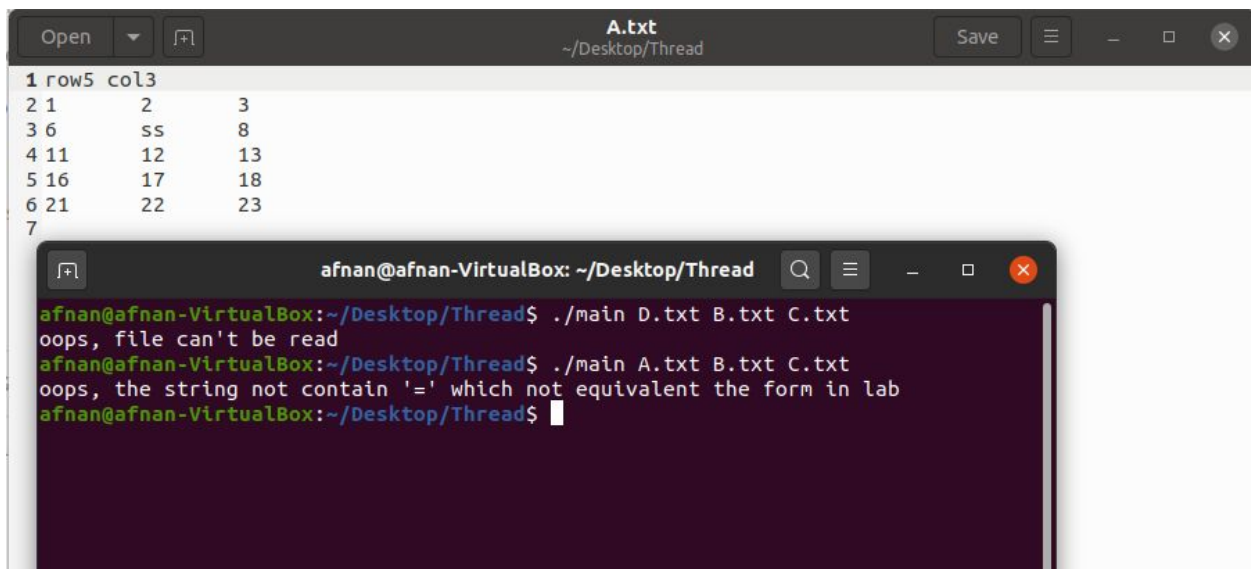 Open
A.txt
~/Desktop/Thread
Save
1 row5 col3
2 1 2 3
3 6 ss 8
4 11 12 13
5 16 17 18
6 21 22 23
7
afnan@afnan-VirtualBox: ~/Desktop/Thread
afnan@afnan-VirtualBox:~/Desktop/Thread$ ./main D.txt B.txt C.txt
oops, file can't be read
afnan@afnan-VirtualBox:~/Desktop/Thread$ ./main A.txt B.txt C.txt
oops, the string not contain '=' which not equivalent the form in lab
afnan@afnan-VirtualBox:~/Desktop/Thread$